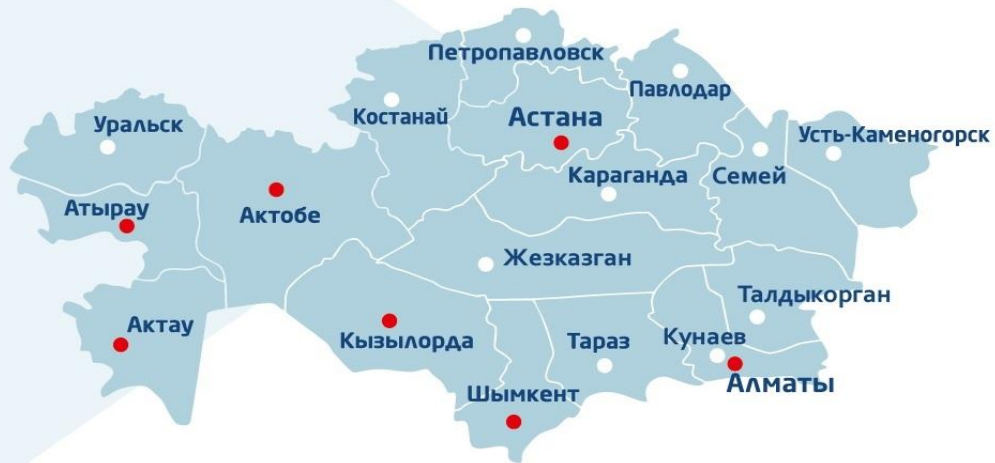 Петропавловск
Павлодар
Костанай
Астана
Уральск
Усть-Каменогорск
Караганда
Семей
Атырау
Актобе
Жезказган
Талдыкорган
Актау
Кызылорда
Тараз
Кунаев
Алматы
Шымкент